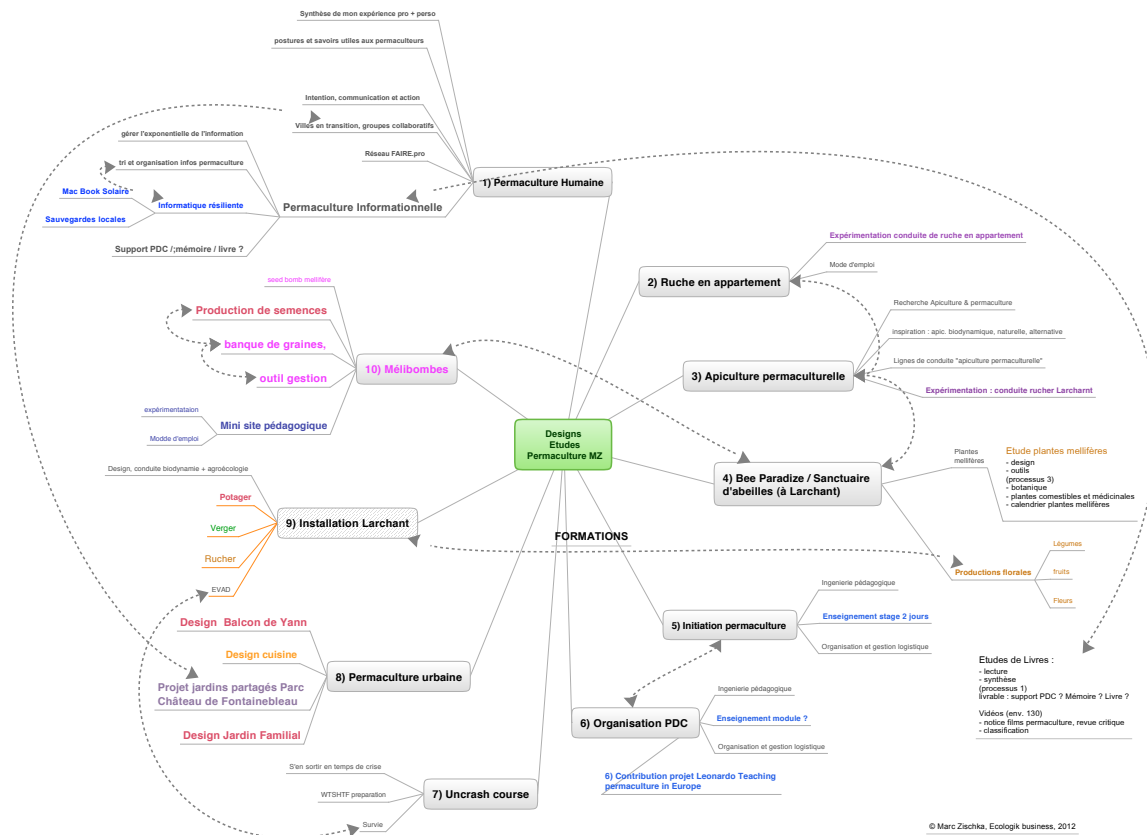 Synthèse de mon expérience pro + perso
postures et savoirs utiles aux permaculteurs
Intention, communication et action
Villes en transition, groupes collaboratifs
Réseau FAIRE.pro
1) Permaculture Humaine
gérer l'exponentielle de l'information
tri et organisation infos permaculture
Mac Book Solaire
Informatique résiliente
Sauvegardes locales
Permaculture Informationnelle
Support PDC /;mémoire / livre ?
Expérimentation conduite de ruche en appartement
Mode d'emploi
2) Ruche en appartement
Recherche Apiculture & permaculture
inspiration : apic. biodynamique, naturelle, alternative
Lignes de conduite "apiculture permaculturelle"
Expérimentation : conduite rucher Larcharnt
3) Apiculture permaculturelle
seed bomb mellifère
Production de semences
banque de graines,
outil gestion
10) Mélibombes
expérimentataion
Modde d'emploi
Mini site pédagogique
Designs
Etudes
Permaculture MZ
4) Bee Paradize / Sanctuaire
d'abeilles (à Larchant)
Plantes
mellifères
Etude plantes mellifères
- design
- outils
(processus 3)
- botanique
- plantes comestibles et médicinales
- calendrier plantes mellifères
Productions florales
Légumes
fruits
Fleurs
Design, conduite biodynamie + agroécologie
Potager
Verger
Rucher
EVAD
9) Installation Larchant
FORMATIONS
Ingenierie pédagogique
Enseignement stage 2 jours
Organisation et gestion logistique
5) Initiation permaculture
Design  Balcon de Yann
Design cuisine
Projet jardins partagés Parc
Château de Fontainebleau
Design Jardin Familial
8) Permaculture urbaine
Ingenierie pédagogique
Enseignement module ?
Organisation et gestion logistique
6) Organisation PDC
6) Contribution projet Leonardo Teaching
permaculture in Europe
Etudes de Livres :
- lecture
- synthèse
(processus 1)
livrable : support PDC ? Mémoire ? Livre ?
Vidéos (env. 130)
- notice films permaculture, revue critique
- classification
S'en sortir en temps de crise
WTSHTF preparation
Survie
7) Uncrash course
© Marc Zischka, Ecologik business, 2012